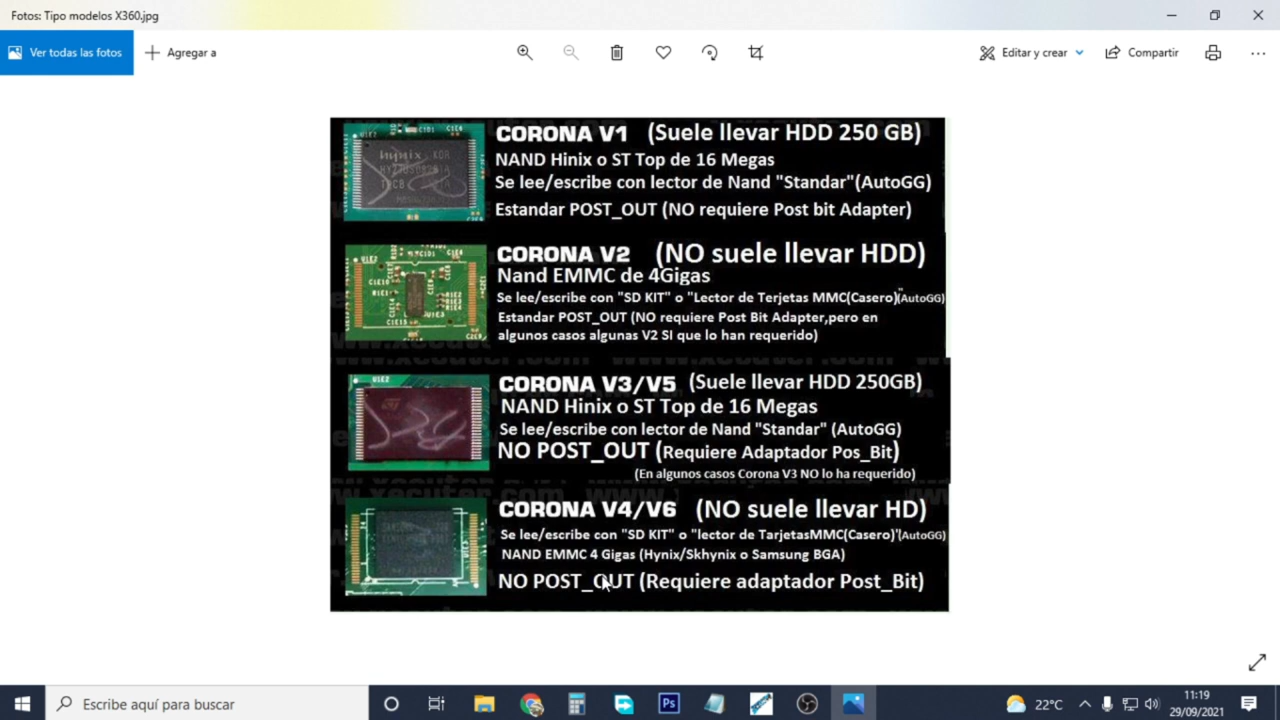 Fotos: Tipo modelos X360.jpg
Ver todas las fotos
Agregar a
Editar y crear
Compartir
CORONA V1 (Suele llevar HDD 250 GB)
NAND Hinix o ST Top de 16 Megas
Se lee/escribe con lector de Nand "Standar"(AutoGG)
Estandar POST_OUT (NO requiere Post bit Adapter)
CORONA V2 (NO suele llevar HDD)
Nand EMMC de 4Gigas
Se lee/escribe con "SD KIT" o "Lector de Terjetas MMC(Casero)"(AutoGG)
Estandar POST_OUT (NO requiere Post Bit Adapter,pero en
algunos casos algunas V2 SI que lo han requerido)
CORONA V3/V5 (Suele llevar HDD 250GB)
NAND Hinix o ST Top de 16 Megas
Se lee/escribe con lector de Nand "Standar" (AutoGG)
NO POST_OUT (Requiere Adaptador Pos_Bit)
(En algunos casos Corona V3 NO lo ha requerido)
CORONA V4/V6 (NO suele llevar HD)
Se lee/escribe con "SD KIT" o "lector de TarjetasMMC(Casero)"(AutoGG)
NAND EMMC 4 Gigas (Hynix/Skhynix o Samsung BGA)
NO POST_OUT (Requiere adaptador Post_Bit)
Escribe aquí para buscar
Ps
22°C
11:19
29/09/2021